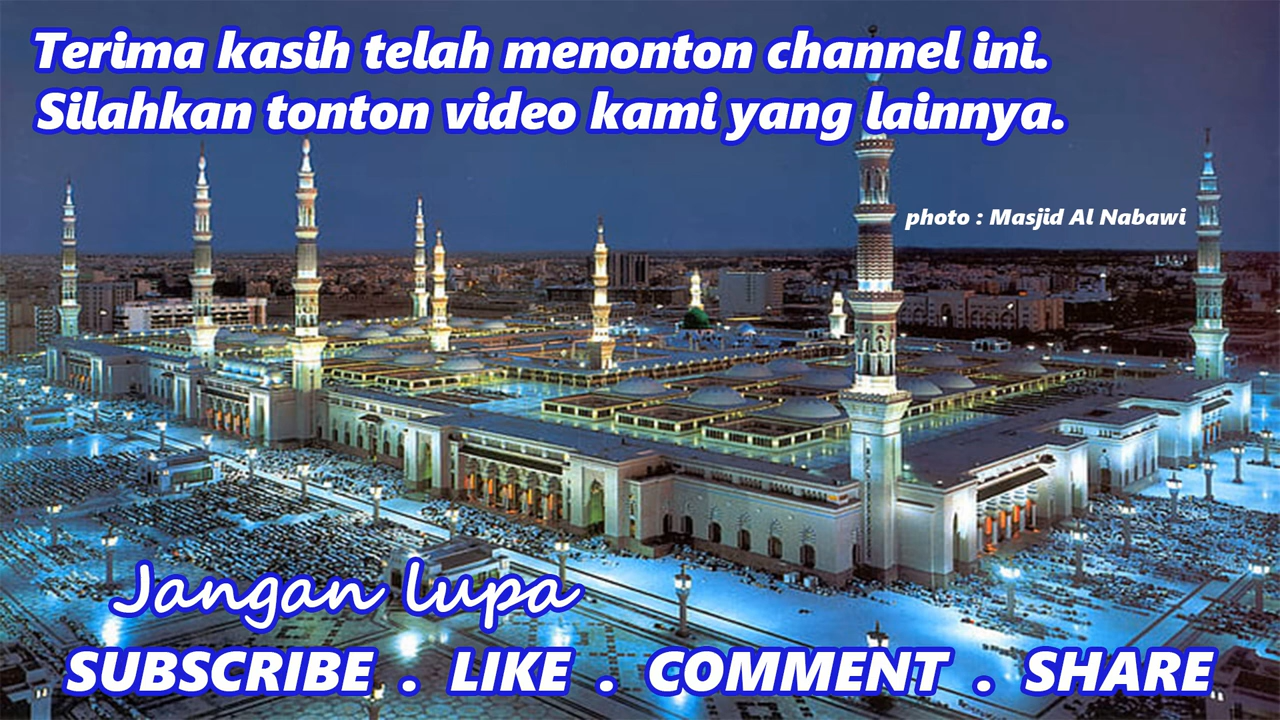 Terima kasih telah menonton channel ini.
Silahkan tonton video kami yang lainnya.
photo : Masjid Al Nabawi
Jangan lupa
SUBSCRIBE . LIKE . COMMENT . SHARE